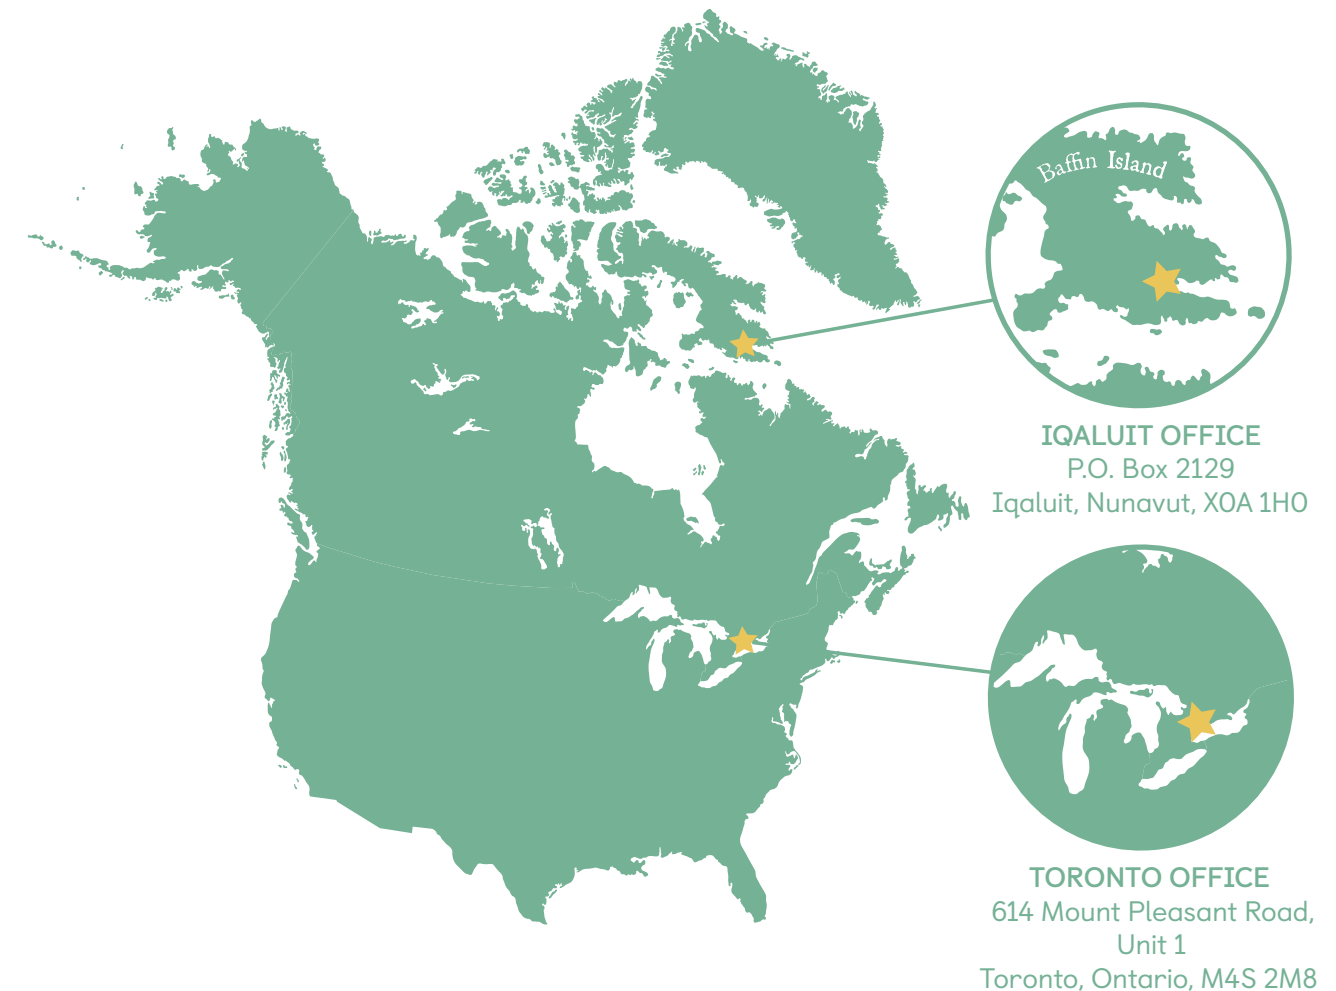 Baffin Island
IQALUIT OFFICE
P.O. Box 2129
Iqaluit, Nunavut, X0A 1H0
TORONTO OFFICE
614 Mount Pleasant Road,
Unit 1
Toronto, Ontario, M4S 2M8